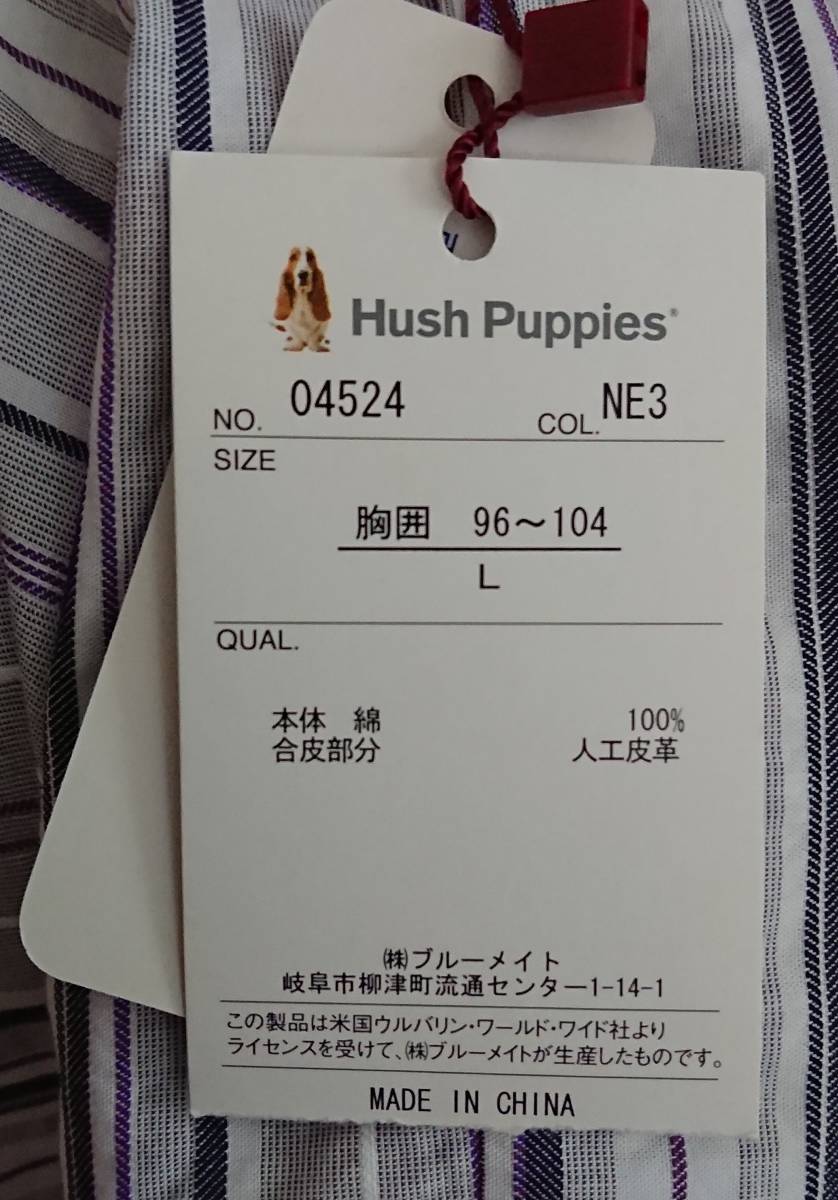 Hush Puppies®
NO. 04524 COL. NE3
SIZE
胸囲 96～104
L
QUAL.
本体 綿 100%
合皮部分 人工皮革
㈱ブルーメイト
岐阜市柳津町流通センター1-14-1
この製品は米国ウルバリン・ワールド・ワイド社より
ライセンスを受けて、㈱ブルーメイトが生産したものです。
MADE IN CHINA